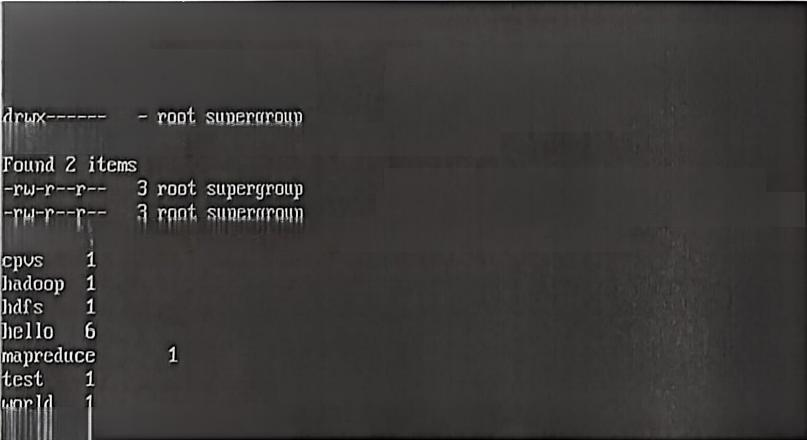 drwx------ - root supergroup
Found 2 items
-rw-r--r-- 3 root supergroup
-rw-r--r-- 3 root supergroup
cpvs 1
hadoop 1
hdfs 1
hello 6
mapreduce 1
test 1
world 1